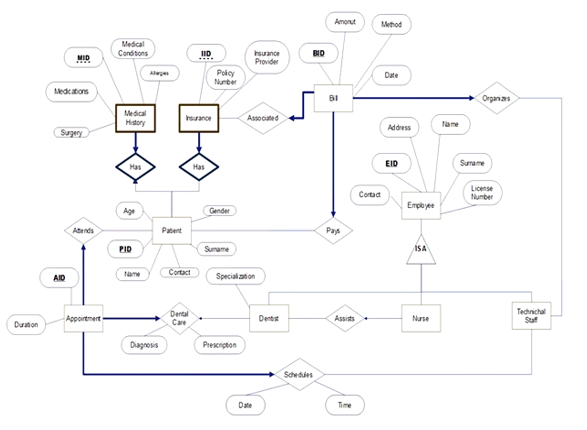 Amonut
Method
BID
Date
Medical
Conditions
MID
Allergies
Medications
Surgery
IID
Insurance
Provider
Policy
Number
Medical
History
Insurance
Associated
Bill
Organizes
Address
Name
EID
Surname
Contact
License
Number
Employee
Has
Has
Age
Gender
Attends
Patient
Pays
PID
Surname
Name
Contact
ISA
AID
Specialization
Duration
Appointment
Dental
Care
Dentist
Assists
Nurse
Technichal
Staff
Diagnosis
Prescription
Schedules
Date
Time